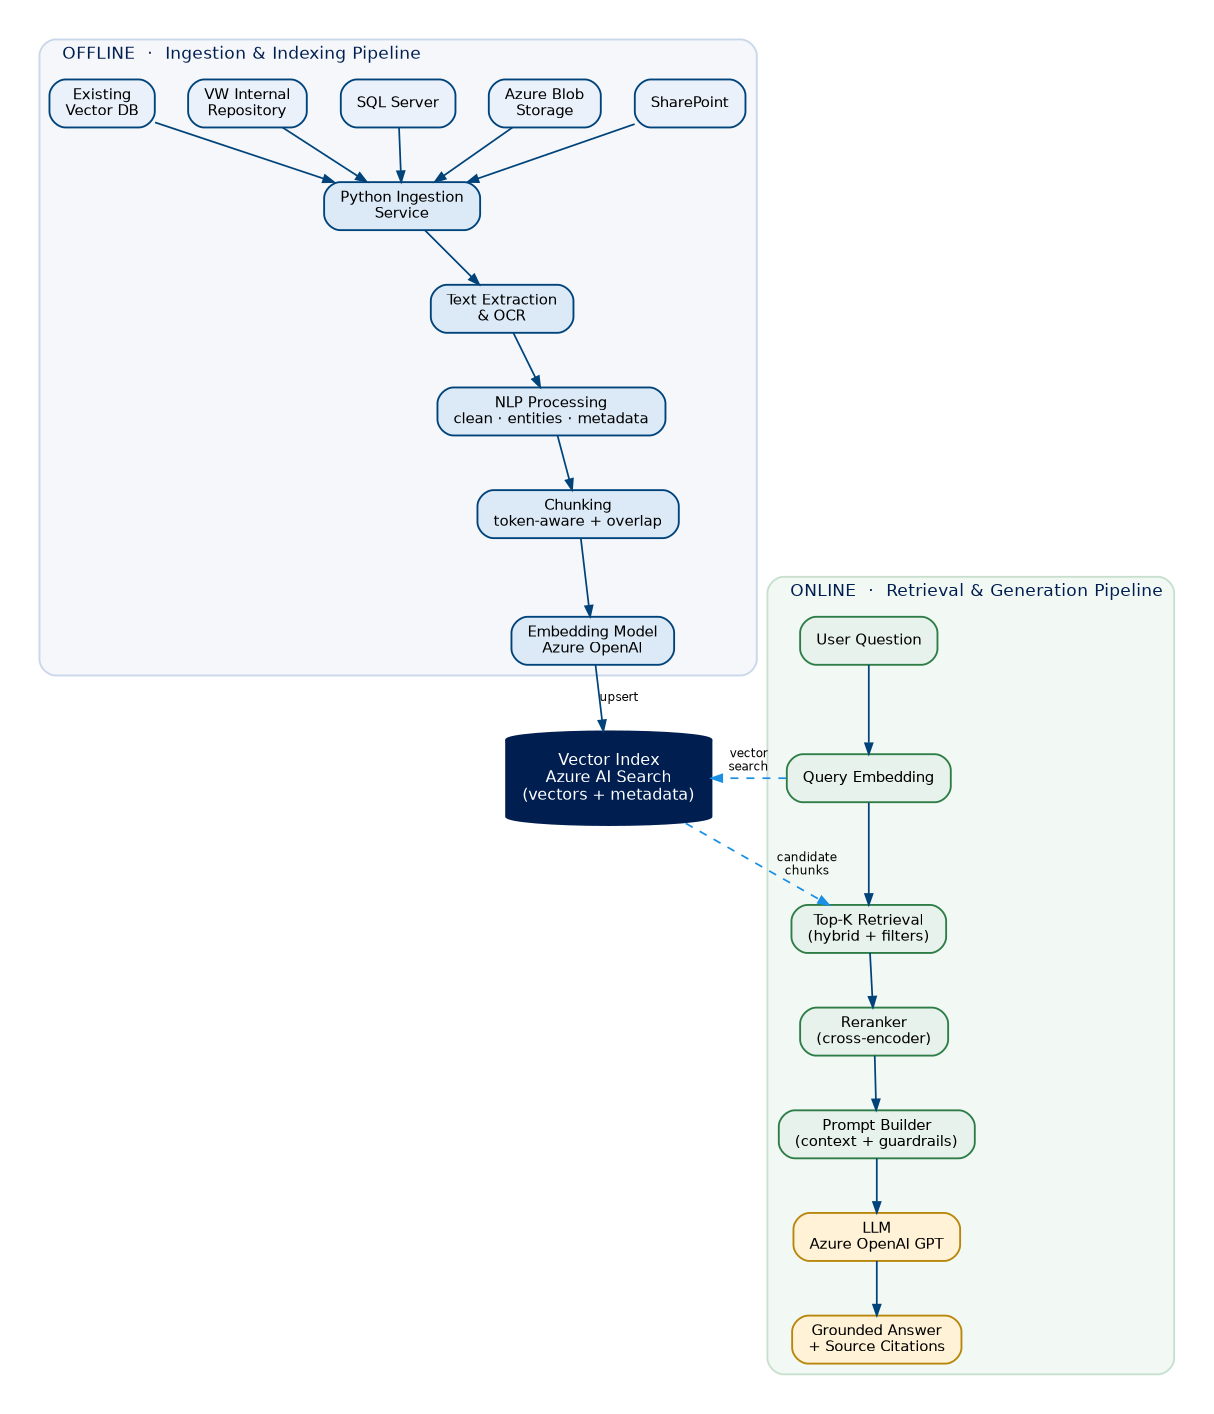 OFFLINE · Ingestion & Indexing Pipeline
Existing
Vector DB
VW Internal
Repository
SQL Server
Azure Blob
Storage
SharePoint
Python Ingestion
Service
Text Extraction
& OCR
NLP Processing
clean · entities · metadata
Chunking
token-aware + overlap
Embedding Model
Azure OpenAI
upsert
Vector Index
Azure AI Search
(vectors + metadata)
ONLINE · Retrieval & Generation Pipeline
User Question
vector
search
Query Embedding
candidate
chunks
Top-K Retrieval
(hybrid + filters)
Reranker
(cross-encoder)
Prompt Builder
(context + guardrails)
LLM
Azure OpenAI GPT
Grounded Answer
+ Source Citations